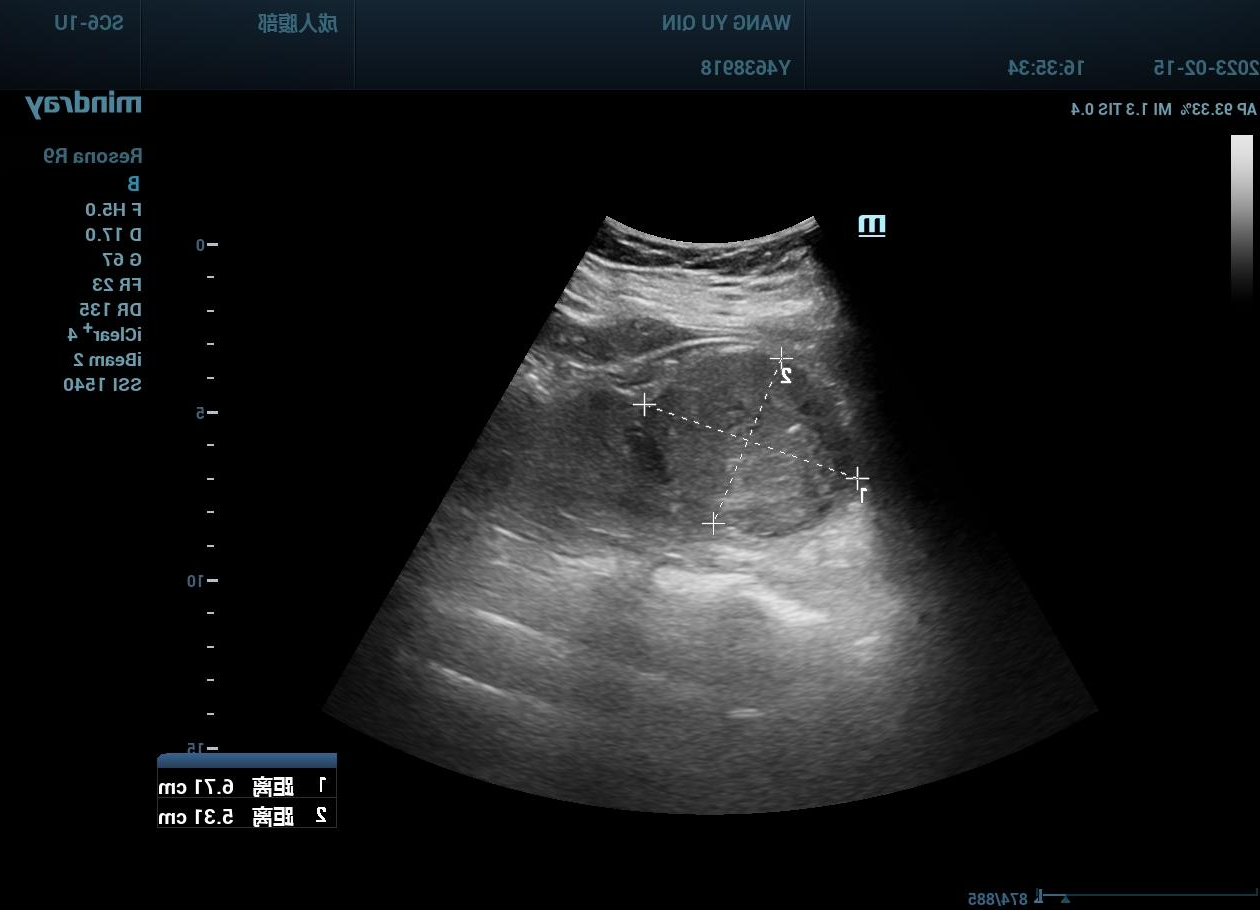 SC6-1U 成人腹部 WANG YU QIN
Y4638918 16:35:34 2023-02-15
mindray
AP 93.33% MI 1.3 TIS 0.4
Resona R9
B
F H5.0
D 17.0
G 67
FR 23
DR 135
iClear+ 4
iBeam 2
SSI 1540
m
0
5
10
15
2
1
1 距离 6.71 cm
2 距离 5.31 cm
874/885